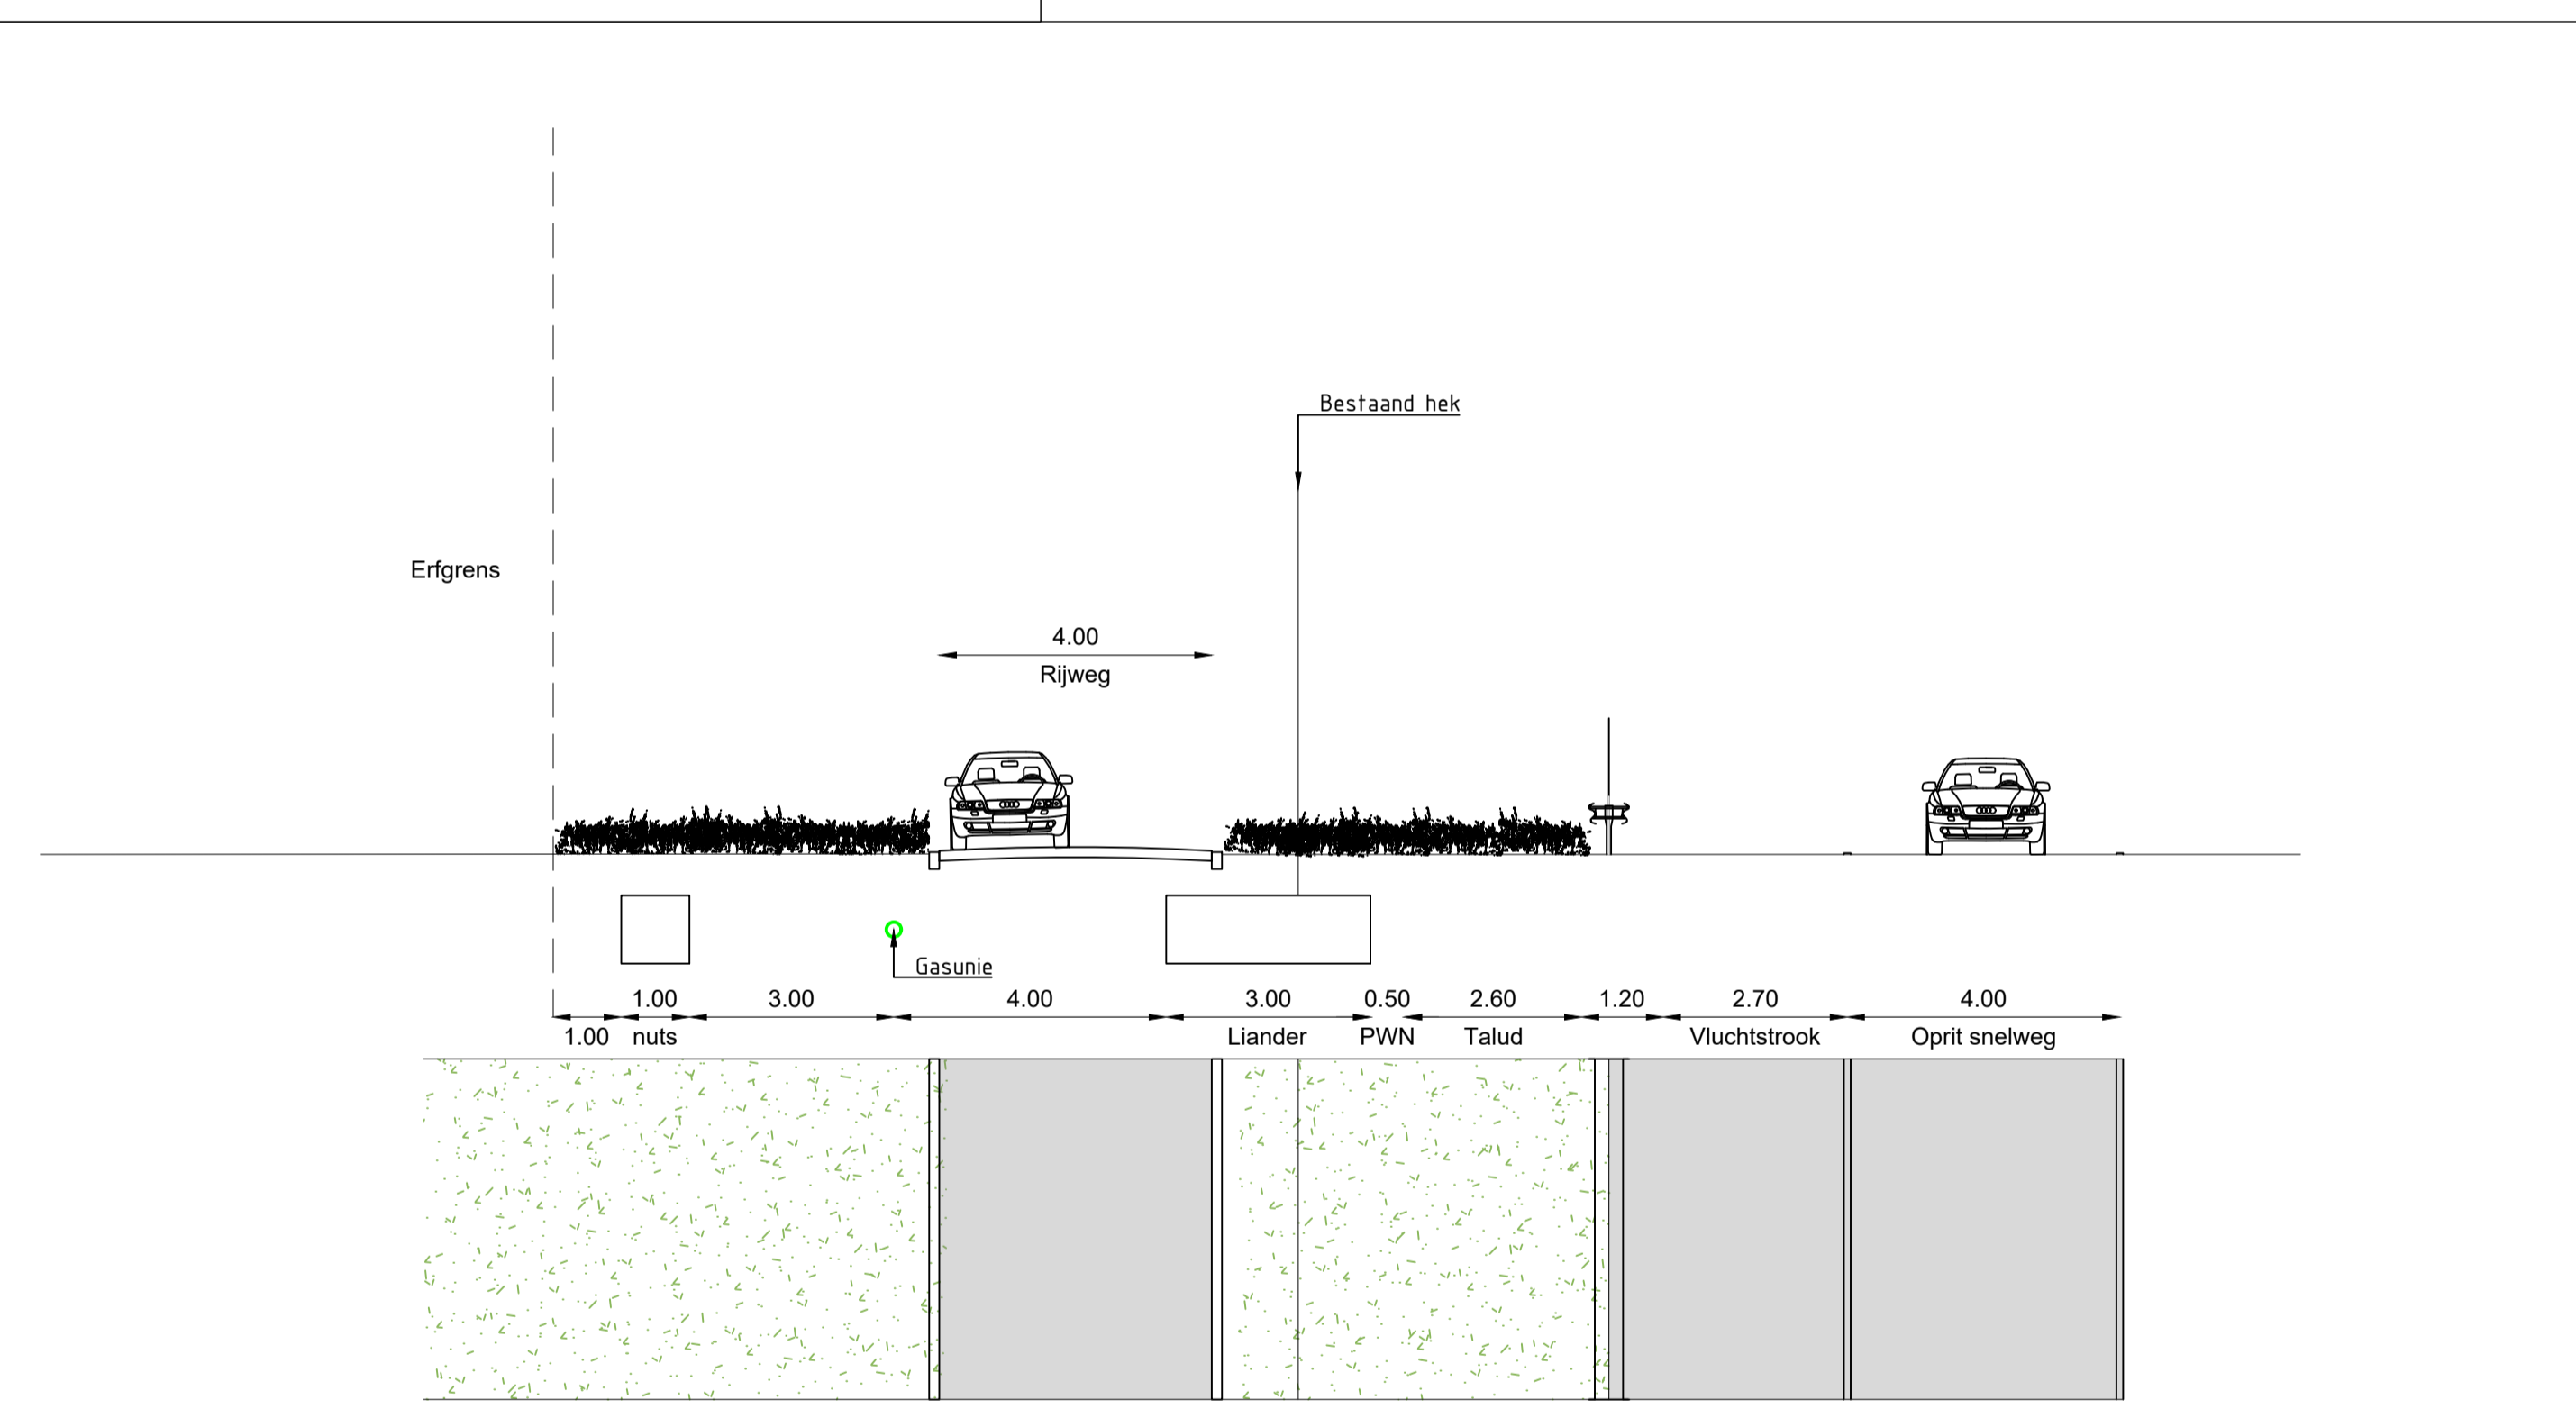 Bestaand hek
Erfgrens
4.00
Rijweg
Gasunie
1.00 3.00 4.00 3.00 0.50 2.60 1.20 2.70 4.00
1.00 nuts Liander PWN Talud Vluchtstrook Oprit snelweg